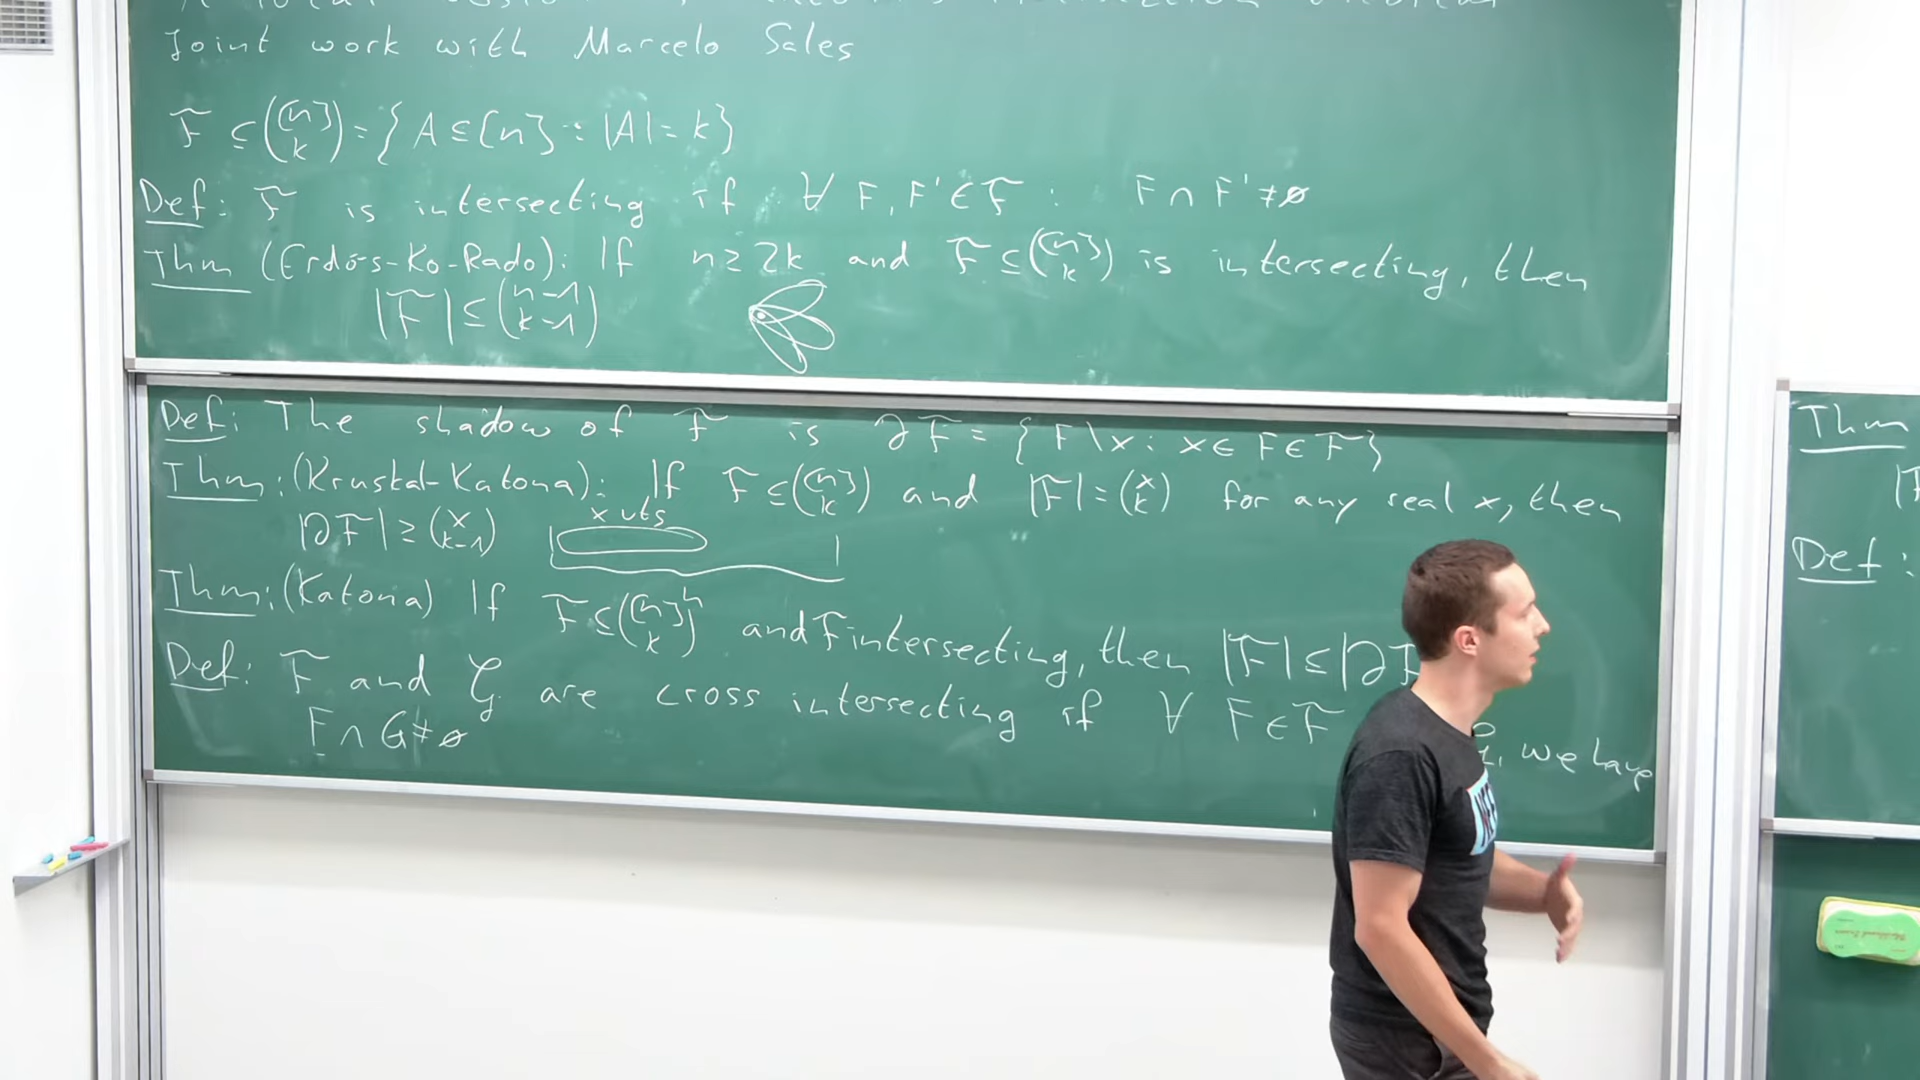 Joint work with Marcelo Sales
F ⊆ ([n] k) = { A ⊆ [n] : |A| = k }
Def: F is intersecting if ∀ F, F' ∈ F : F ∩ F' ≠ ∅
Thm (Erdős-Ko-Rado): If n ≥ 2k and F ⊆ ([n] k) is intersecting, then
|F| ≤ (n-1 k-1)
Def: The shadow of F is ∂F = { F \ x : x ∈ F ∈ F }
Thm: (Kruskal-Katona): If F ⊆ ([n] k) and |F| = (x k) for any real x, then
|∂F| ≥ (x k-1)
x vts
Thm: (Katona) If F ⊆ ([n] k) and F intersecting, then |F| ≤ |∂F
Def: F and G are cross intersecting if ∀ F ∈ F we have
F ∩ G ≠ ∅
Thm
Def: